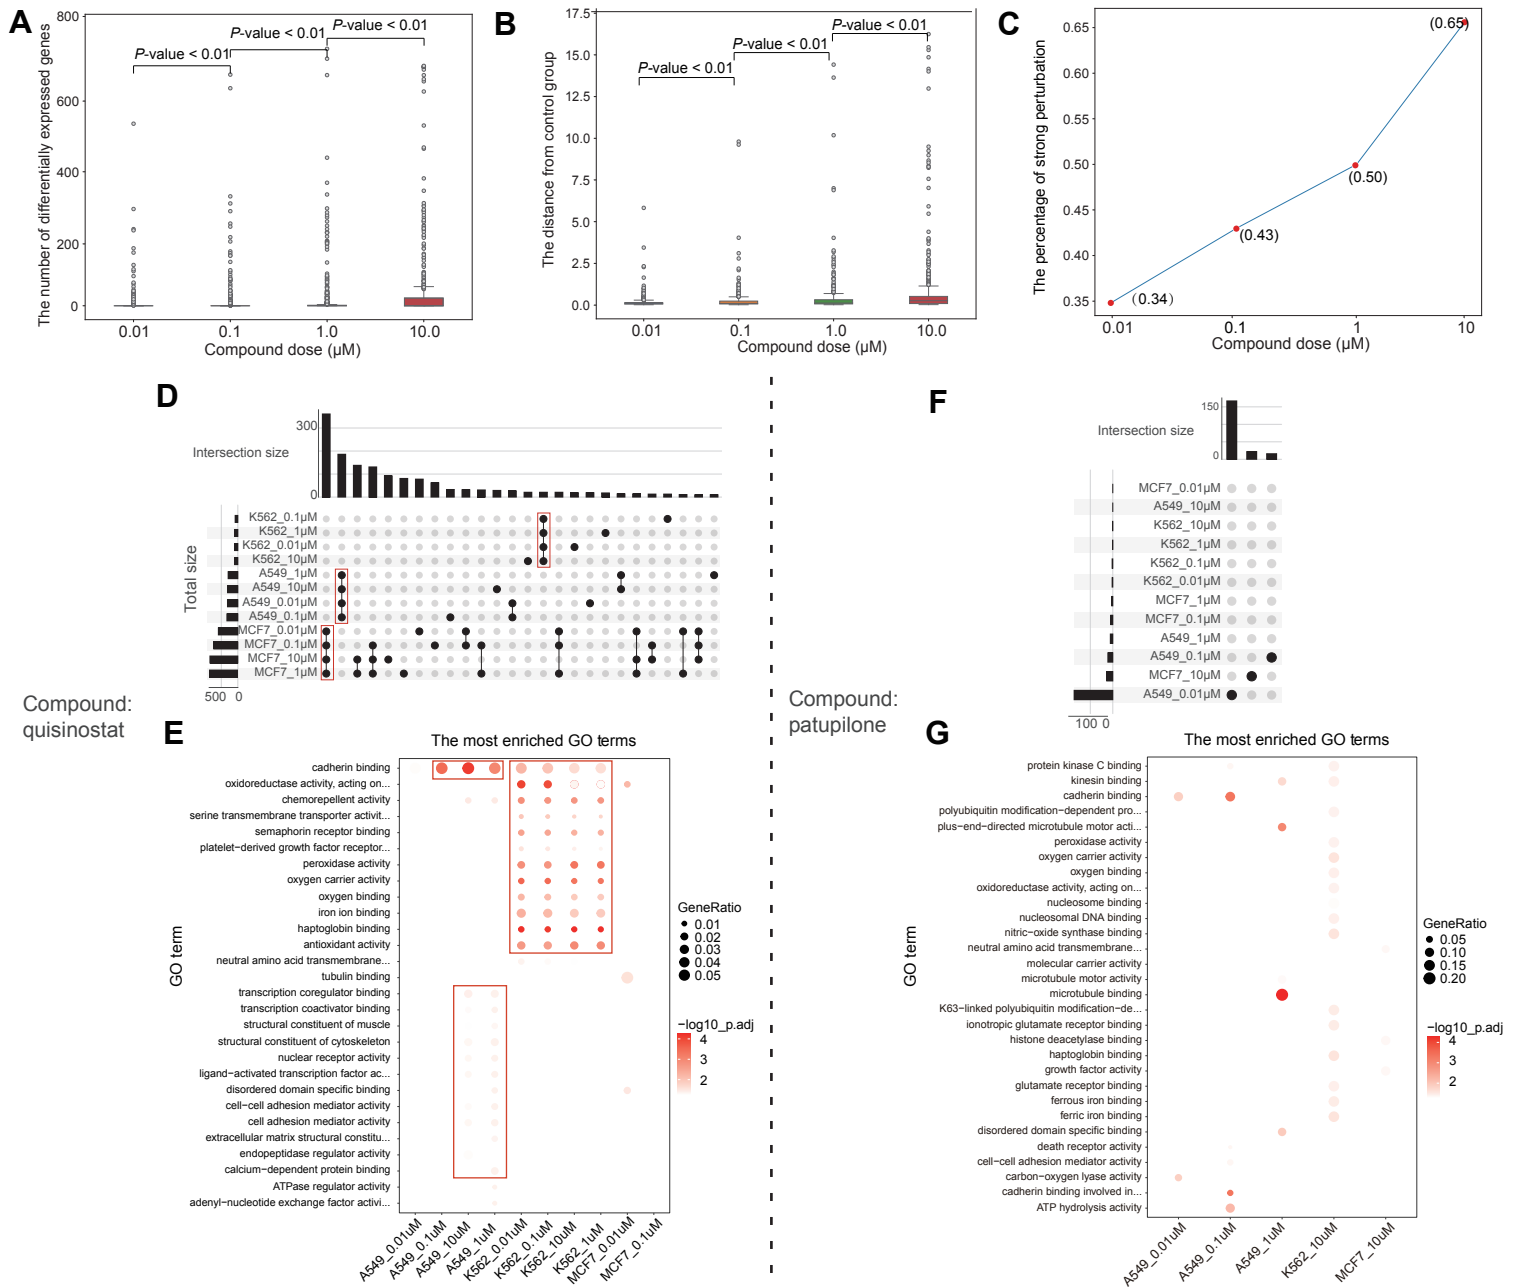 A
800
600
400
200
0
The number of differentially expressed genes
P-value < 0.01
P-value < 0.01
P-value < 0.01
0.01
0.1
1.0
10.0
Compound dose (µM)
B
17.5
15.0
12.5
10.0
7.5
5.0
2.5
0.0
The distance from control group
P-value < 0.01
P-value < 0.01
P-value < 0.01
0.01
0.1
1.0
10.0
Compound dose (µM)
C
0.65
0.60
0.55
0.50
0.45
0.40
0.35
The percentage of strong perturbation
(0.34)
(0.43)
(0.50)
(0.65)
0.01
0.1
1
10
Compound dose (µM)
D
300
0
Intersection size
Total size
K562_0.1µM
K562_1µM
K562_0.01µM
K562_10µM
A549_1µM
A549_10µM
A549_0.01µM
A549_0.1µM
MCF7_0.01µM
MCF7_0.1µM
MCF7_10µM
MCF7_1µM
500 0
Compound:
quisinostat
E
The most enriched GO terms
GO term
cadherin binding
oxidoreductase activity, acting on...
chemorepellent activity
serine transmembrane transporter activit...
semaphorin receptor binding
platelet-derived growth factor receptor...
peroxidase activity
oxygen carrier activity
oxygen binding
iron ion binding
haptoglobin binding
antioxidant activity
neutral amino acid transmembrane...
tubulin binding
transcription coregulator binding
transcription coactivator binding
structural constituent of muscle
structural constituent of cytoskeleton
nuclear receptor activity
ligand−activated transcription factor ac...
disordered domain specific binding
cell−cell adhesion mediator activity
cell adhesion mediator activity
extracellular matrix structural constitu...
endopeptidase regulator activity
calcium−dependent protein binding
ATPase regulator activity
adenyl−nucleotide exchange factor activi...
A549_0.01uM
A549_0.1uM
A549_10uM
A549_1uM
K562_0.01uM
K562_0.1uM
K562_10uM
K562_1uM
MCF7_0.01uM
MCF7_0.1uM
GeneRatio
0.01
0.02
0.03
0.04
0.05
−log10_p.adj
4
3
2
F
150
0
Intersection size
MCF7_0.01µM
A549_10µM
K562_10µM
K562_1µM
K562_0.1µM
K562_0.01µM
MCF7_1µM
MCF7_0.1µM
A549_1µM
A549_0.1µM
MCF7_10µM
A549_0.01µM
100 0
Compound:
patupilone
G
The most enriched GO terms
GO term
protein kinase C binding
kinesin binding
cadherin binding
polyubiquitin modification-dependent pro...
plus-end-directed microtubule motor acti...
peroxidase activity
oxygen carrier activity
oxygen binding
oxidoreductase activity, acting on...
nucleosome binding
nucleosomal DNA binding
nitric-oxide synthase binding
neutral amino acid transmembrane...
molecular carrier activity
microtubule motor activity
microtubule binding
K63−linked polyubiquitin modification−de...
ionotropic glutamate receptor binding
histone deacetylase binding
haptoglobin binding
growth factor activity
glutamate receptor binding
ferrous iron binding
ferric iron binding
disordered domain specific binding
death receptor activity
cell−cell adhesion mediator activity
carbon−oxygen lyase activity
cadherin binding involved in...
ATP hydrolysis activity
A549_0.01uM
A549_0.1uM
A549_1uM
K562_10uM
MCF7_10uM
GeneRatio
0.05
0.10
0.15
0.20
−log10_p.adj
4
3
2